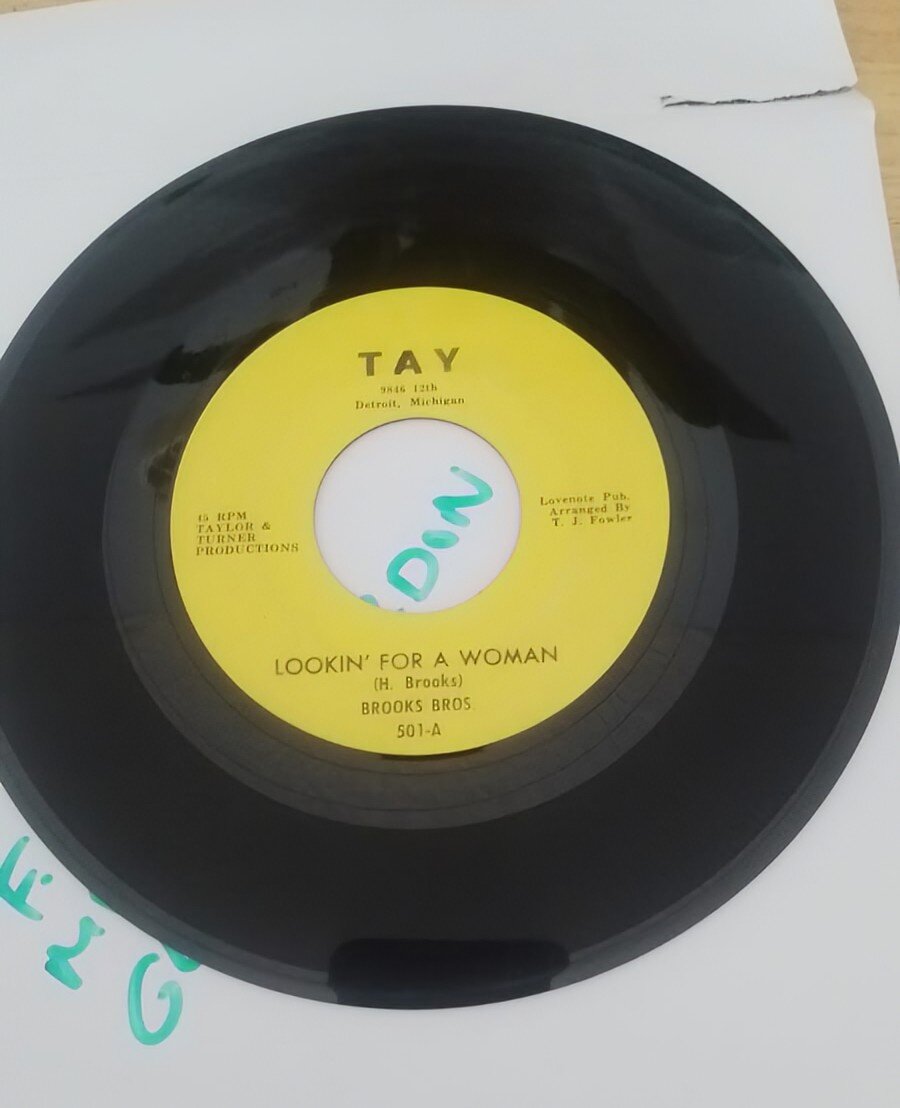 TAY
9846 12th
Detroit, Michigan
45 RPM
TAYLOR &
TURNER
PRODUCTIONS
Lovenote Pub.
Arranged By
T. J. Fowler
LOOKIN' FOR A WOMAN
(H. Brooks)
BROOKS BROS.
501-A